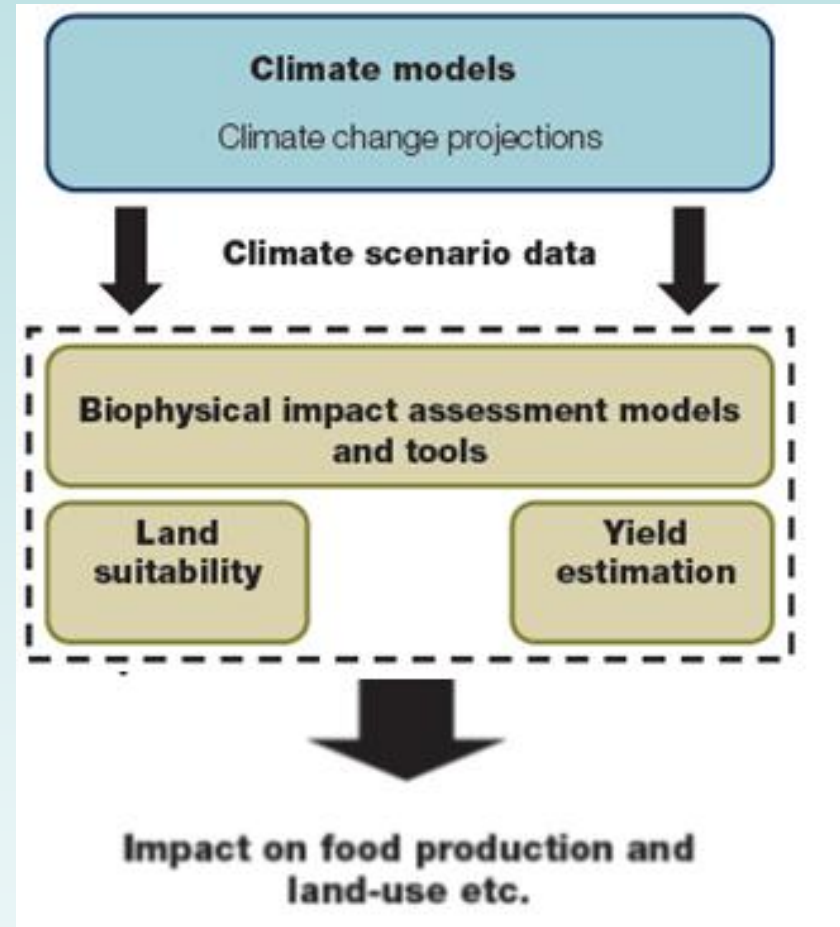 Climate models
Climate change projections
Climate scenario data
Biophysical impact assessment models
and tools
Land
suitability
Yield
estimation
Impact on food production and
land-use etc.